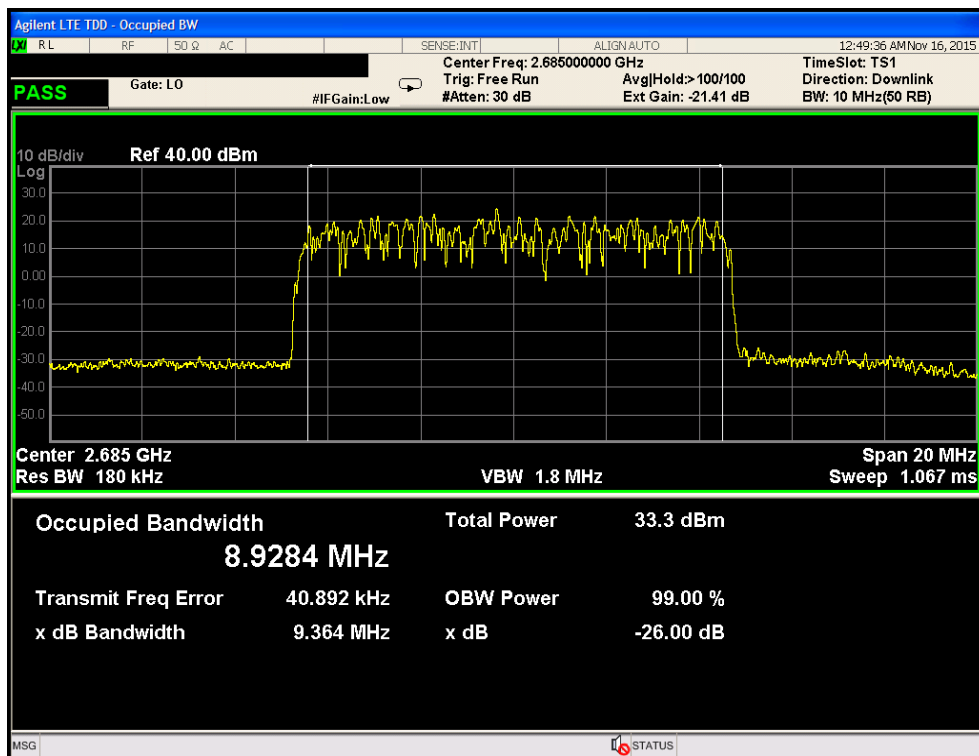 Agilent LTE TDD - Occupied BW
LXI RL RF 50 Ω AC SENSE:INT ALIGN AUTO 12:49:36 AM Nov 16, 2015
Center Freq: 2.685000000 GHz TimeSlot: TS1
PASS Gate: LO Trig: Free Run Avg|Hold:>100/100 Direction: Downlink
#IFGain:Low #Atten: 30 dB Ext Gain: -21.41 dB BW: 10 MHz(50 RB)
10 dB/div Ref 40.00 dBm
Log
30.0
20.0
10.0
0.00
-10.0
-20.0
-30.0
-40.0
-50.0
Center 2.685 GHz Span 20 MHz
Res BW 180 kHz VBW 1.8 MHz Sweep 1.067 ms
Occupied Bandwidth Total Power 33.3 dBm
8.9284 MHz
Transmit Freq Error 40.892 kHz OBW Power 99.00 %
x dB Bandwidth 9.364 MHz x dB -26.00 dB
MSG STATUS